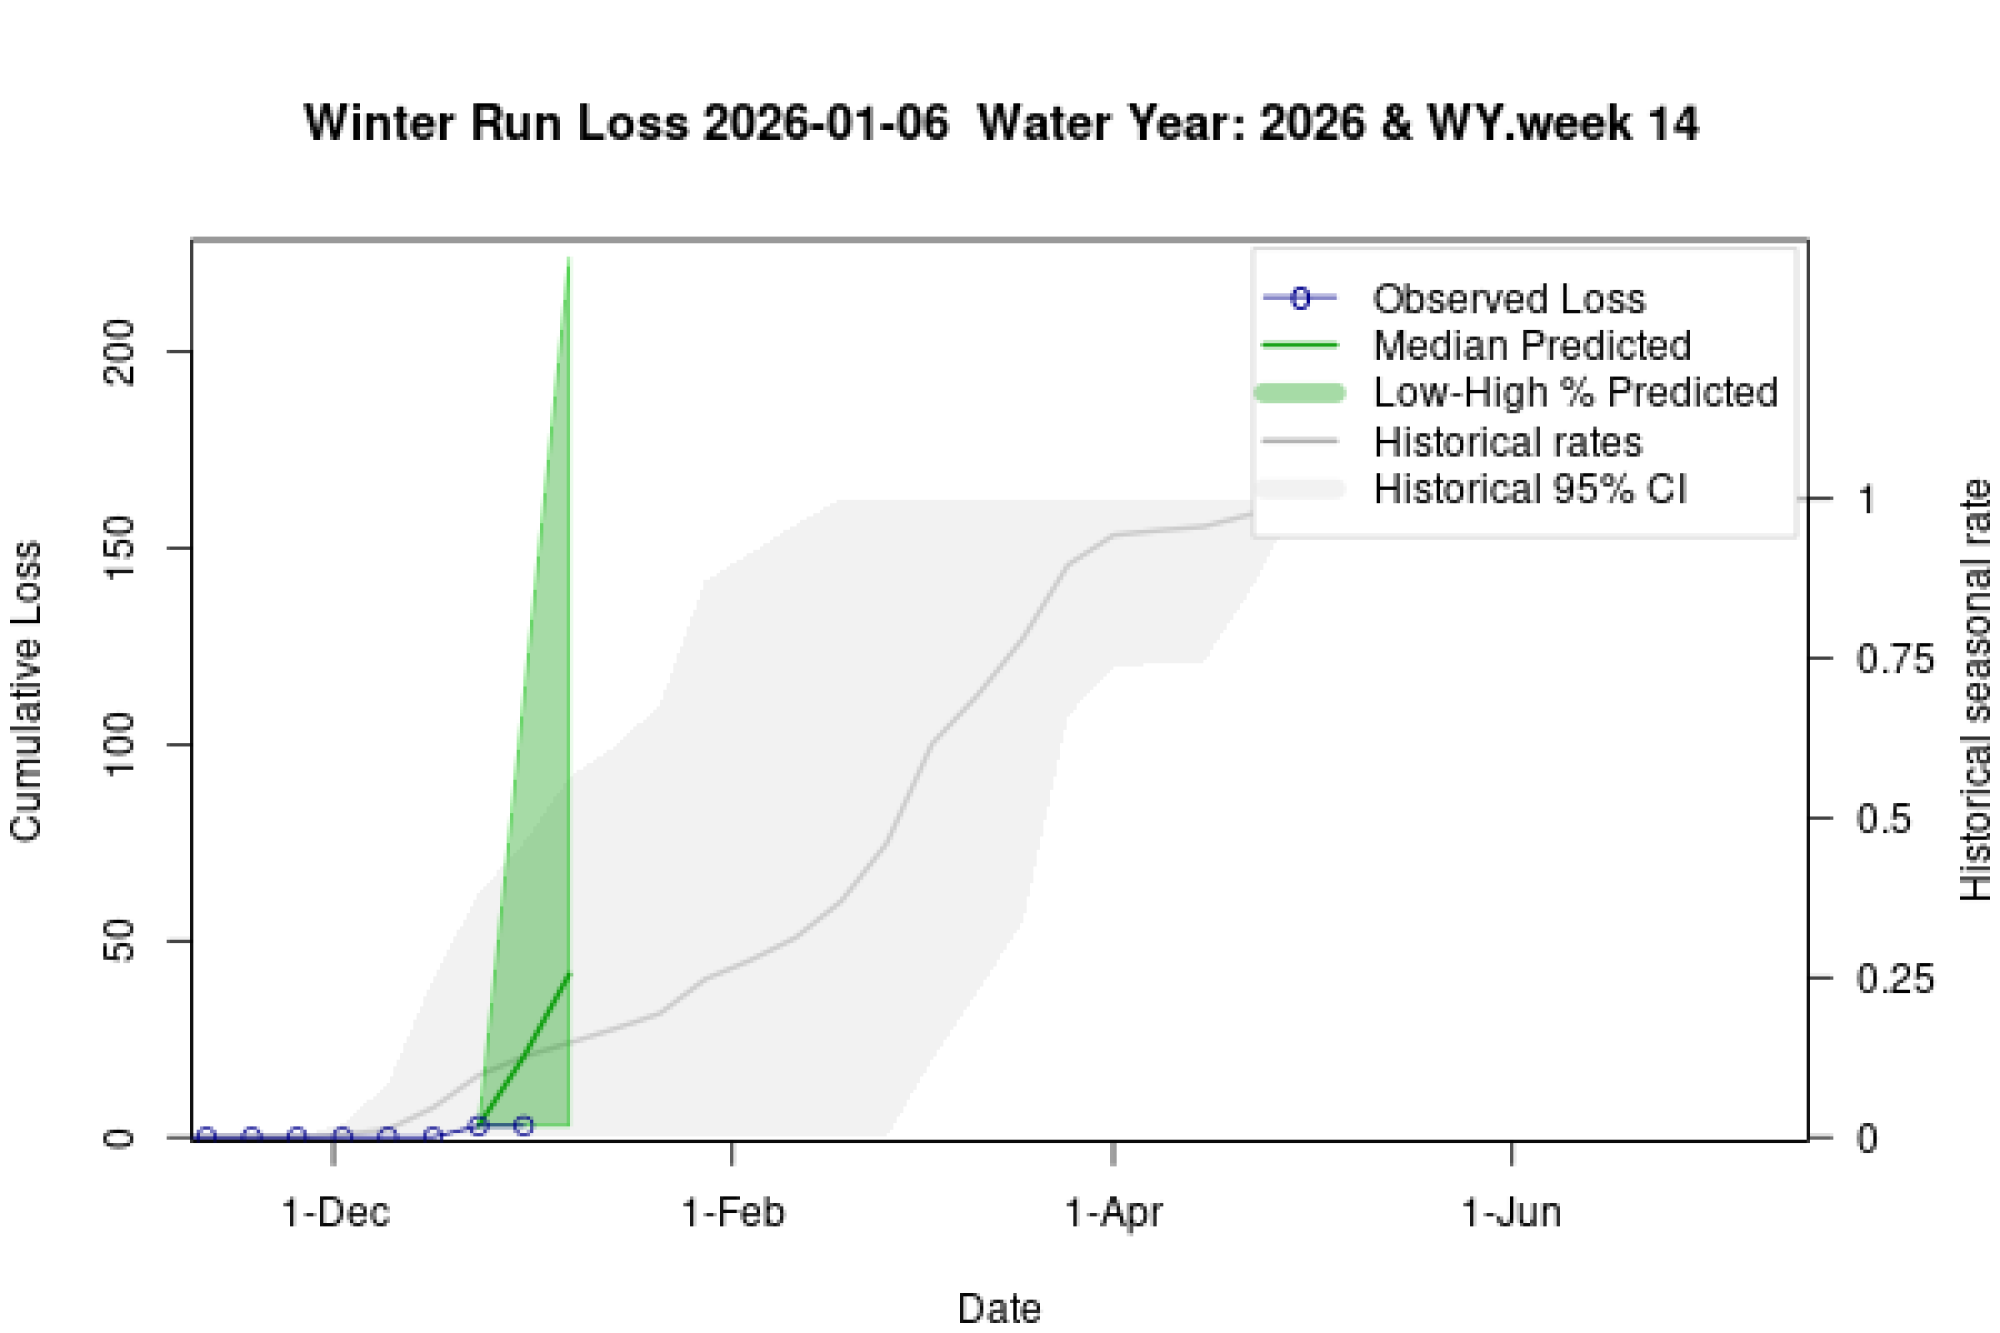 Winter Run Loss 2026-01-06  Water Year: 2026 & WY.week 14
Observed Loss
Median Predicted
Low-High % Predicted
Historical rates
Historical 95% CI
200
150
100
50
0
Cumulative Loss
1
0.75
0.5
0.25
0
Historical seasonal rate
1-Dec
1-Feb
1-Apr
1-Jun
Date